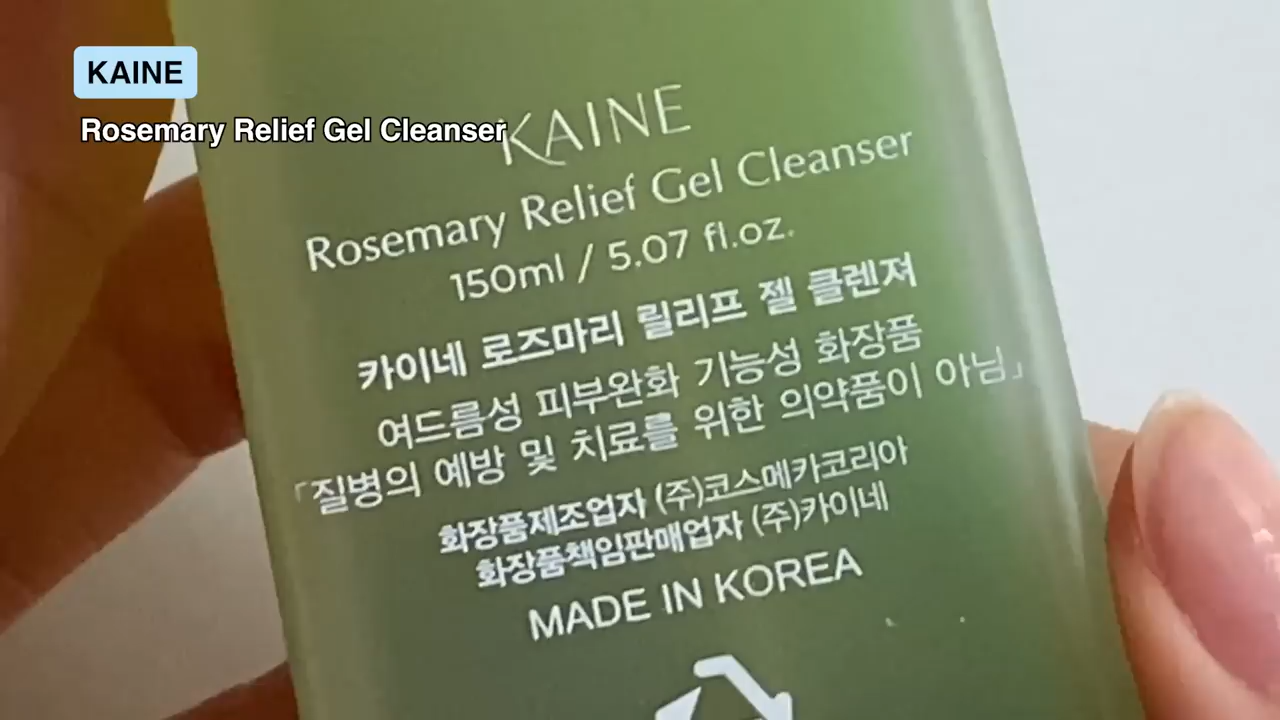 KAINE
Rosemary Relief Gel Cleanser
KAINE
Rosemary Relief Gel Cleanser
150ml / 5.07 fl.oz.
카이네 로즈마리 릴리프 젤 클렌져
여드름성 피부완화 기능성 화장품
「질병의 예방 및 치료를 위한 의약품이 아님」
화장품제조업자 (주)코스메카코리아
화장품책임판매업자 (주)카이네
MADE IN KOREA